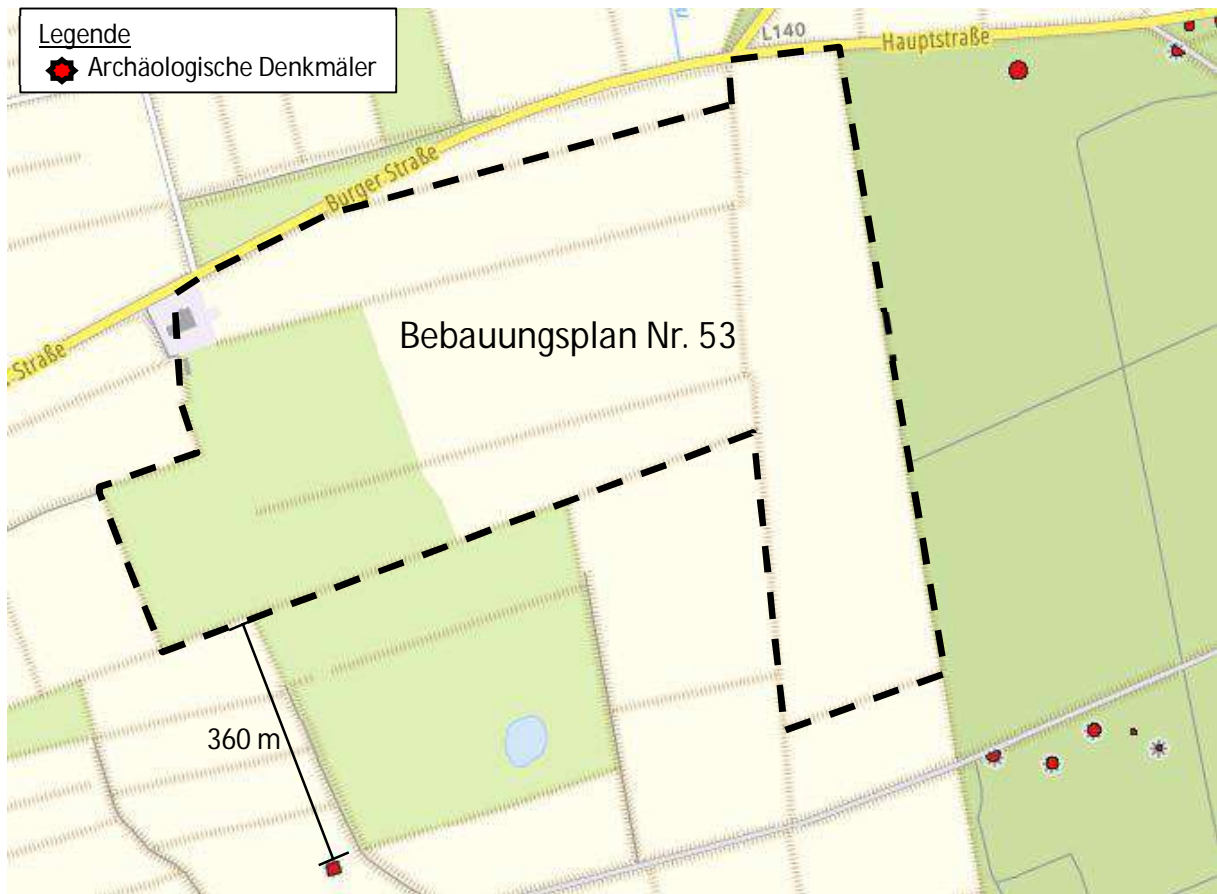 Legende
Archäologische Denkmäler
L140
Hauptstraße
Burger Straße
Straße
Bebauungsplan Nr. 53
360 m